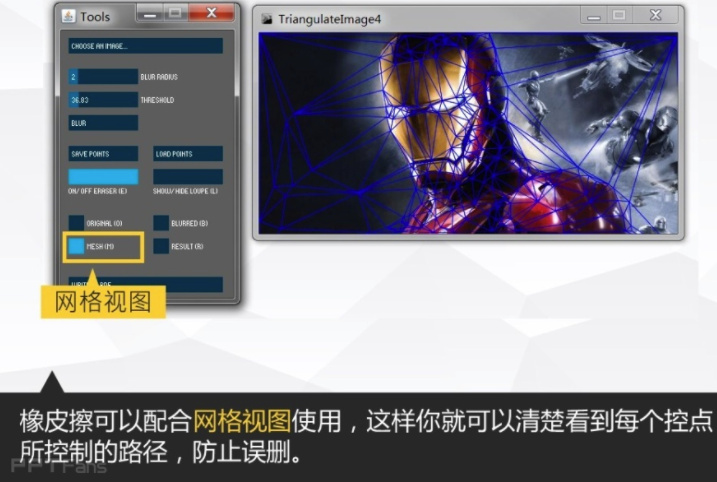 Tools
TriangulateImage4
CHOOSE AN IMAGE...
2 BLUR RADIUS
36.83 THRESHOLD
BLUR
SAVE POINTS LOAD POINTS
ON/ OFF ERASER (E) SHOW/ HIDE LOUPE (L)
ORIGINAL (O) BLURRED (B)
MESH (M) RESULT (R)
网格视图
橡皮擦可以配合网格视图使用，这样你就可以清楚看到每个控点
所控制的路径，防止误删。
PPTFans